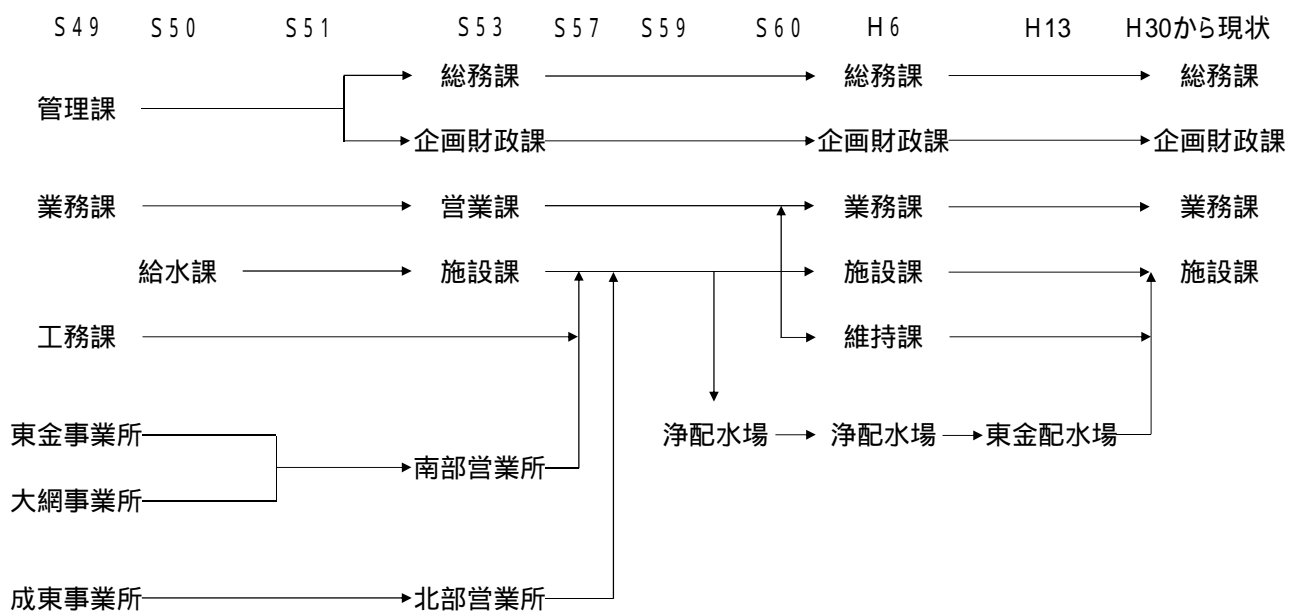 S49 S50 S51 S53 S57 S59 S60 H6 H13 H30から現状
総務課 総務課 総務課
管理課
企画財政課 企画財政課 企画財政課
業務課 営業課 業務課 業務課
給水課 施設課 施設課 施設課
工務課 維持課
東金事業所 浄配水場 浄配水場 東金配水場
南部営業所
大網事業所
成東事業所 北部営業所